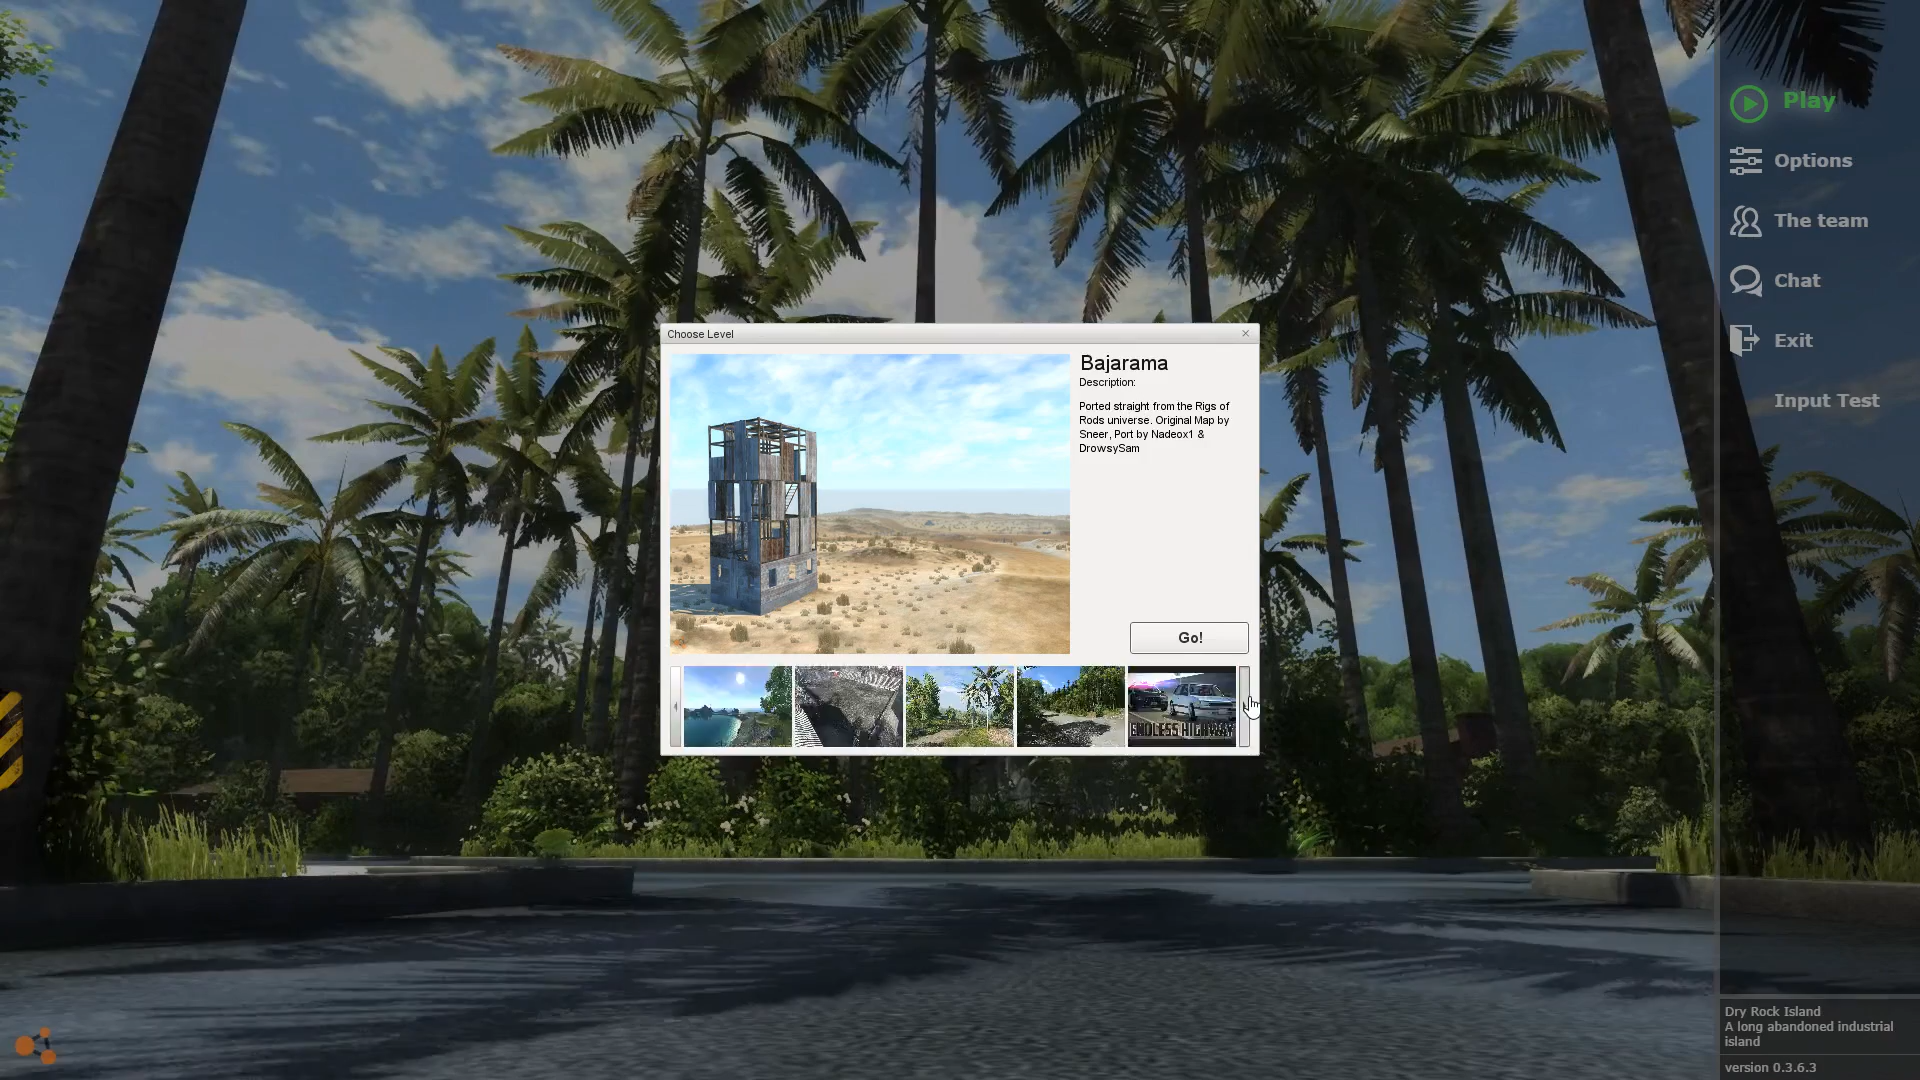 Play
Options
The team
Chat
Exit
Input Test
Choose Level
Bajarama
Description:
Ported straight from the Rigs of
Rods universe. Original Map by
Sneer, Port by Nadeox1 &
DrowsySam
Go!
ENDLESS HIGHWAY
Dry Rock Island
A long abandoned industrial
island
version 0.3.6.3